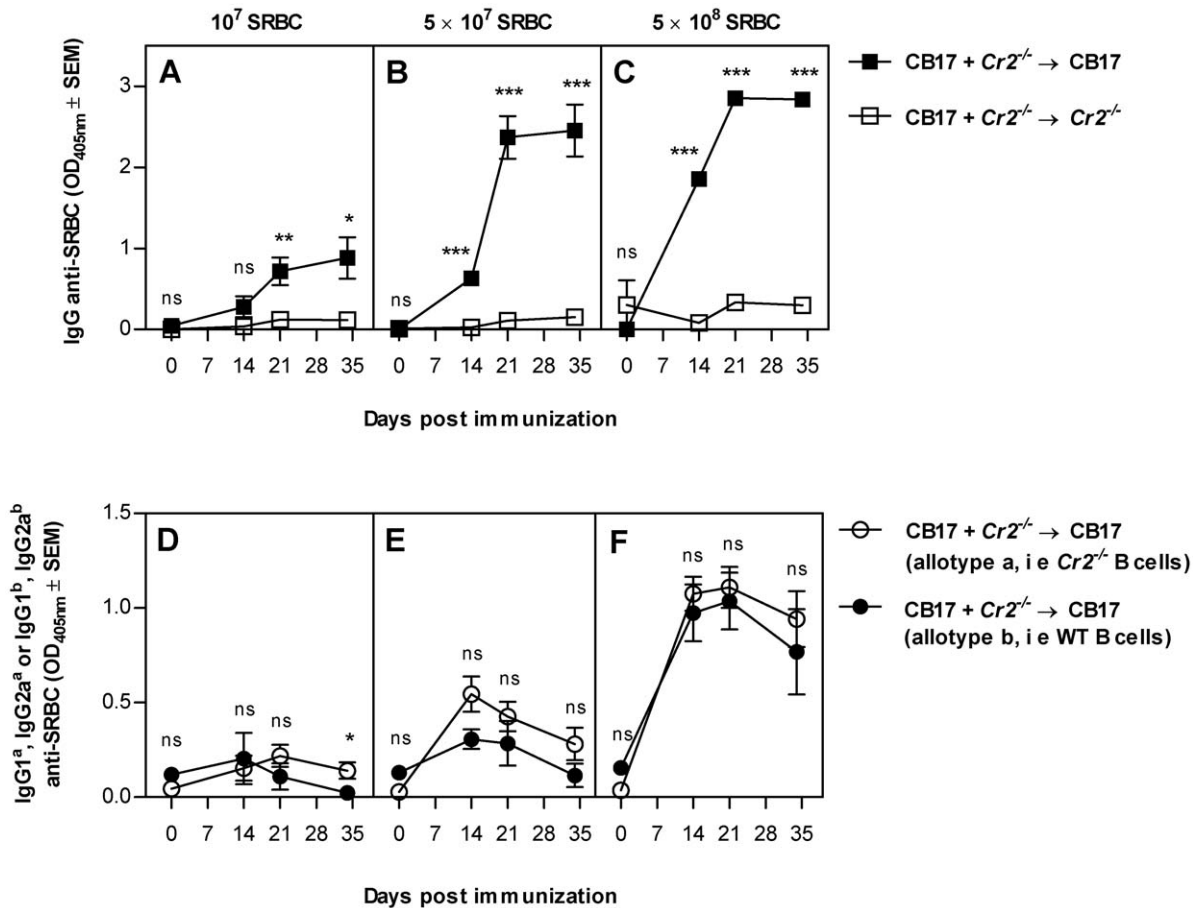 10⁷ SRBC
5 × 10⁷ SRBC
5 × 10⁸ SRBC
IgG anti-SRBC (OD405nm ± SEM)
3
2
1
0
A
ns
ns
**
*
B
ns
***
***
***
C
ns
***
***
***
0 7 14 21 28 35
0 7 14 21 28 35
0 7 14 21 28 35
Days post immunization
CB17 + Cr2-/- → CB17
CB17 + Cr2-/- → Cr2-/-
IgG1ᵃ, IgG2aᵃ or IgG1ᵇ, IgG2aᵇ
anti-SRBC (OD405nm ± SEM)
1.5
1.0
0.5
0.0
D
ns
ns
ns
*
E
ns
ns
ns
ns
F
ns
ns
ns
ns
0 7 14 21 28 35
0 7 14 21 28 35
0 7 14 21 28 35
Days post immunization
CB17 + Cr2-/- → CB17
(allotype a, i e Cr2-/- B cells)
CB17 + Cr2-/- → CB17
(allotype b, i e WT B cells)